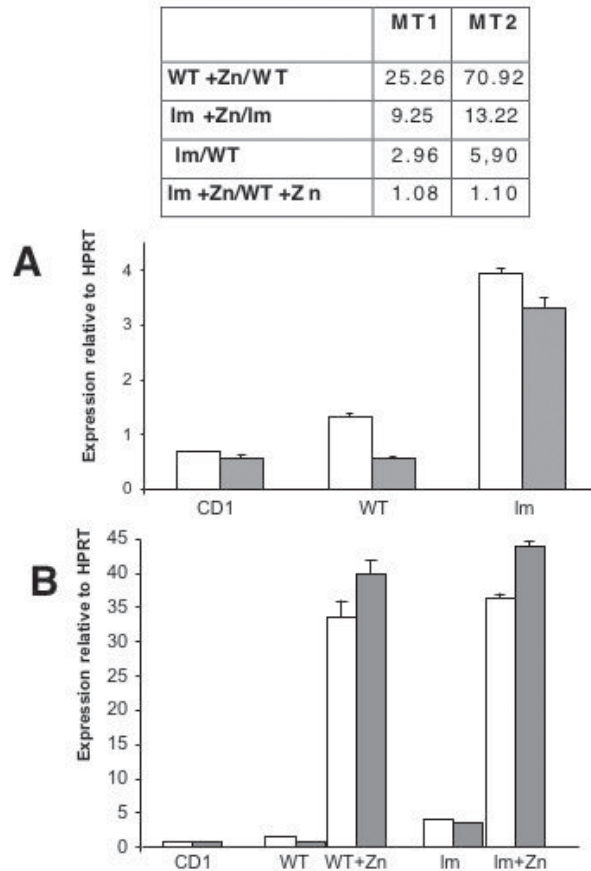 MT1 MT2
WT +Zn/WT 25.26 70.92
Im +Zn/Im 9.25 13.22
Im/WT 2.96 5,90
Im +Zn/WT +Zn 1.08 1.10
A
Expression relative to HPRT
4
3
2
1
0
CD1 WT Im
B
Expression relative to HPRT
45
40
35
30
25
20
15
10
5
0
CD1 WT WT+Zn Im Im+Zn